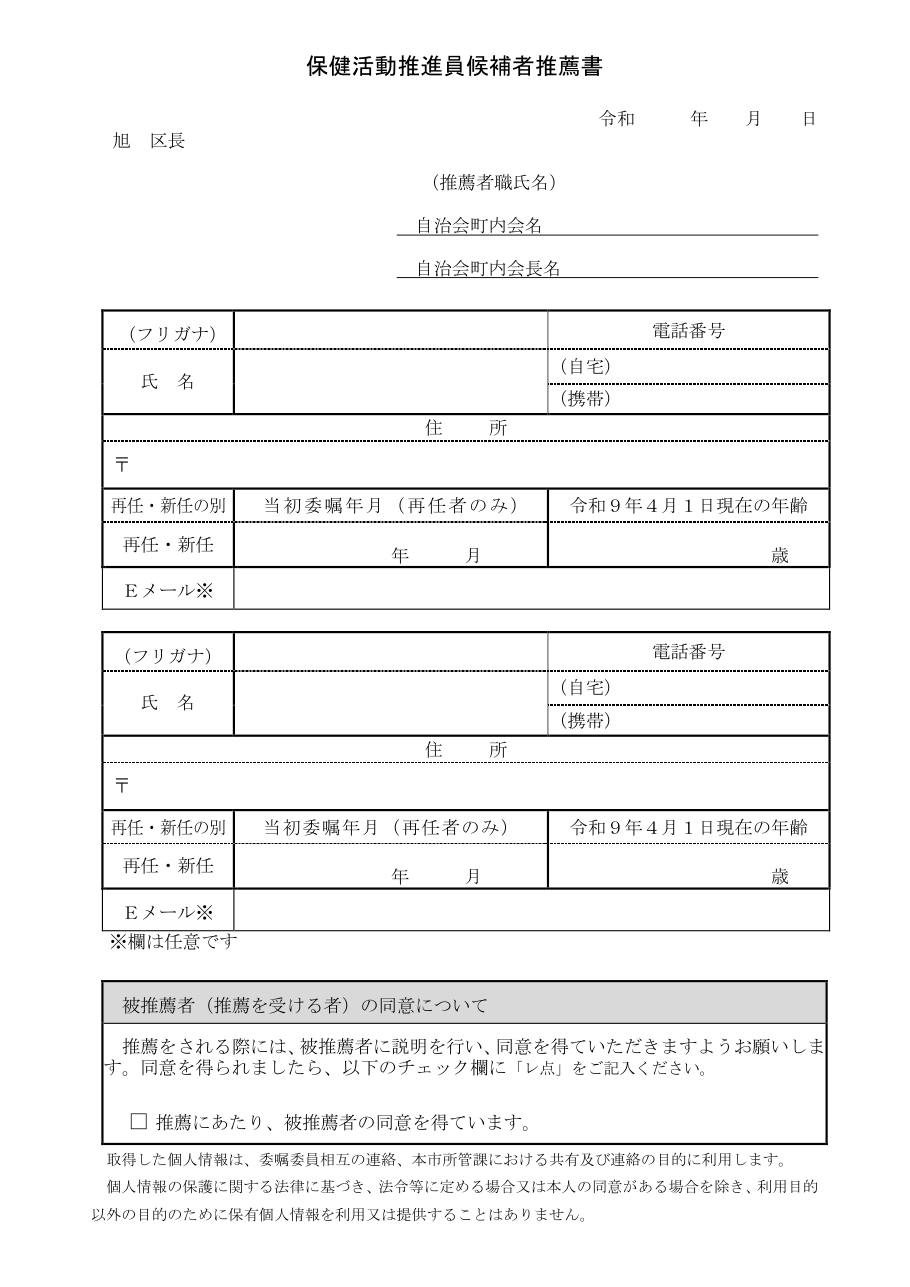 保健活動推進員候補者推薦書
令和　　　年　　月　　日
旭　区長
（推薦者職氏名）
自治会町内会名
自治会町内会長名
（フリガナ）　電話番号
氏　名　（自宅）
（携帯）
住　　所
〒
再任・新任の別　当初委嘱年月（再任者のみ）　令和９年４月１日現在の年齢
再任・新任　年　　　月　歳
Ｅメール※
（フリガナ）　電話番号
氏　名　（自宅）
（携帯）
住　　所
〒
再任・新任の別　当初委嘱年月（再任者のみ）　令和９年４月１日現在の年齢
再任・新任　年　　　月　歳
Ｅメール※
※欄は任意です
被推薦者（推薦を受ける者）の同意について
推薦をされる際には、被推薦者に説明を行い、同意を得ていただきますようお願いしま
す。同意を得られましたら、以下のチェック欄に「レ点」をご記入ください。
□ 推薦にあたり、被推薦者の同意を得ています。
取得した個人情報は、委嘱委員相互の連絡、本市所管課における共有及び連絡の目的に利用します。
個人情報の保護に関する法律に基づき、法令等に定める場合又は本人の同意がある場合を除き、利用目的
以外の目的のために保有個人情報を利用又は提供することはありません。